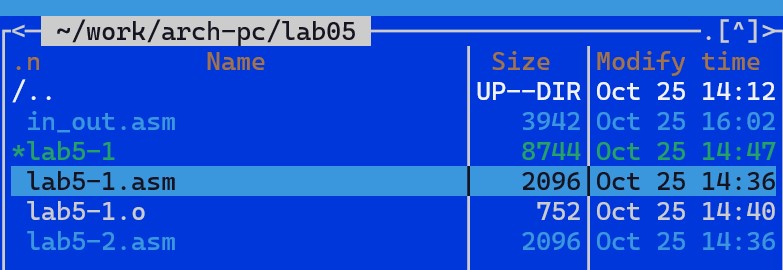 <— ~/work/arch-pc/lab05 .[^]>
.n Name Size Modify time
/.. UP--DIR Oct 25 14:12
in_out.asm 3942 Oct 25 16:02
*lab5-1 8744 Oct 25 14:47
lab5-1.asm 2096 Oct 25 14:36
lab5-1.o 752 Oct 25 14:40
lab5-2.asm 2096 Oct 25 14:36